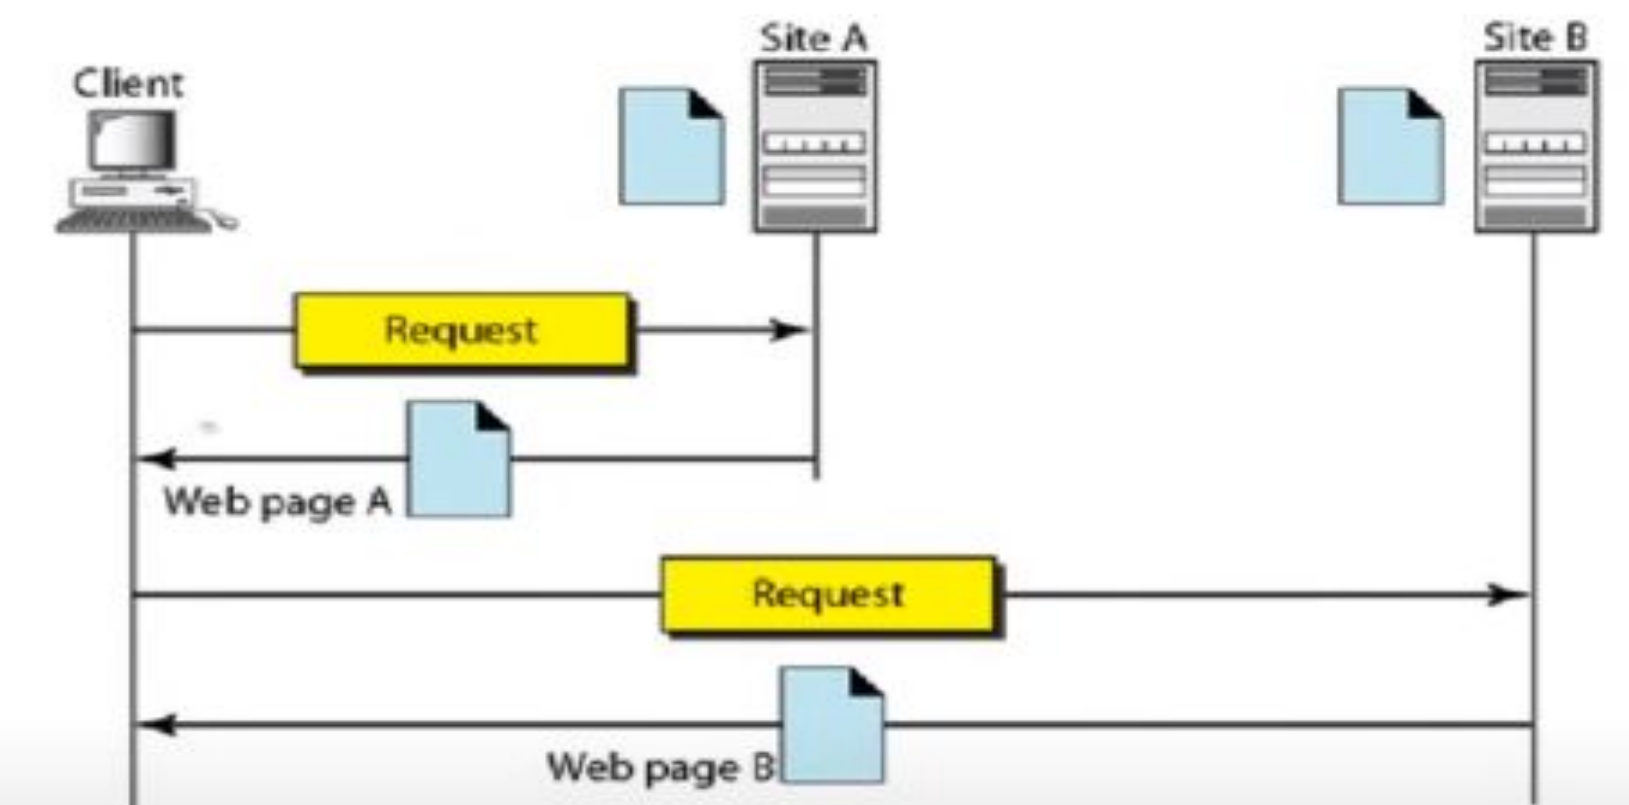 Site A
Site B
Client
Request
Web page A
Request
Web page B